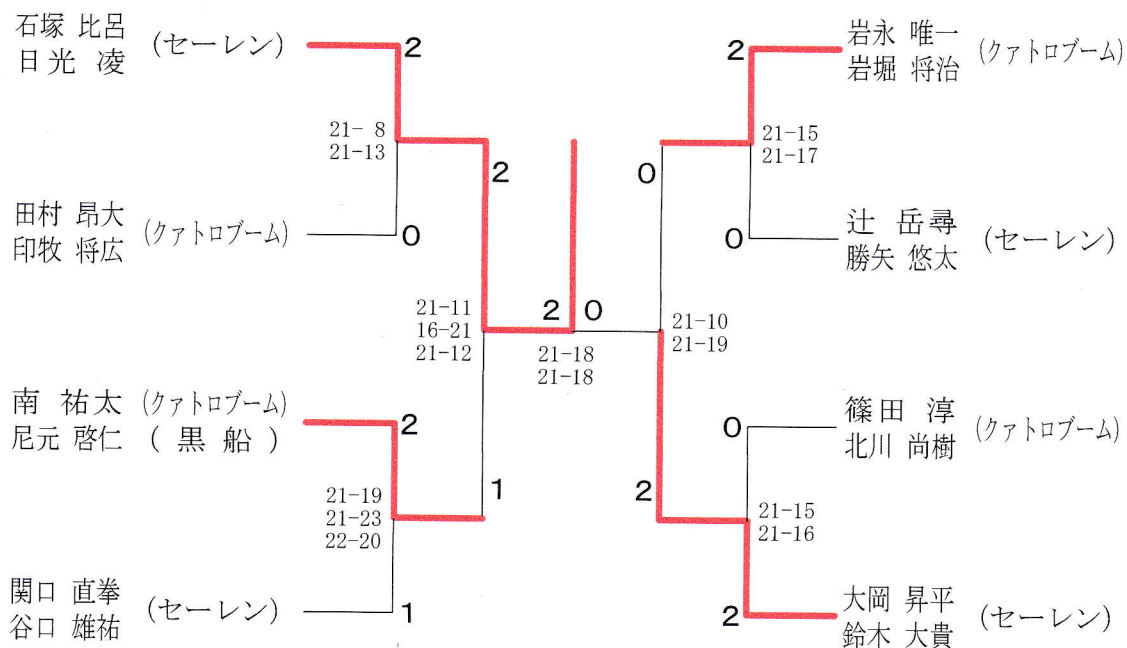 石塚 比呂
日光 凌
(セーレン)
2
21- 8
21-13
田村 昂大
印牧 将広
(クァトロブーム)
0
2
21-11
16-21
21-12
南 祐太 (クァトロブーム)
尼元 啓仁 (黒船)
2
21-19
21-23
22-20
関口 直拳
谷口 雄祐
(セーレン)
1
1
2
0
21-18
21-18
岩永 唯一
岩堀 将治
(クァトロブーム)
2
21-15
21-17
辻 岳尋
勝矢 悠太
(セーレン)
0
0
21-10
21-19
篠田 淳
北川 尚樹
(クァトロブーム)
0
21-15
21-16
大岡 昇平
鈴木 大貴
(セーレン)
2
2